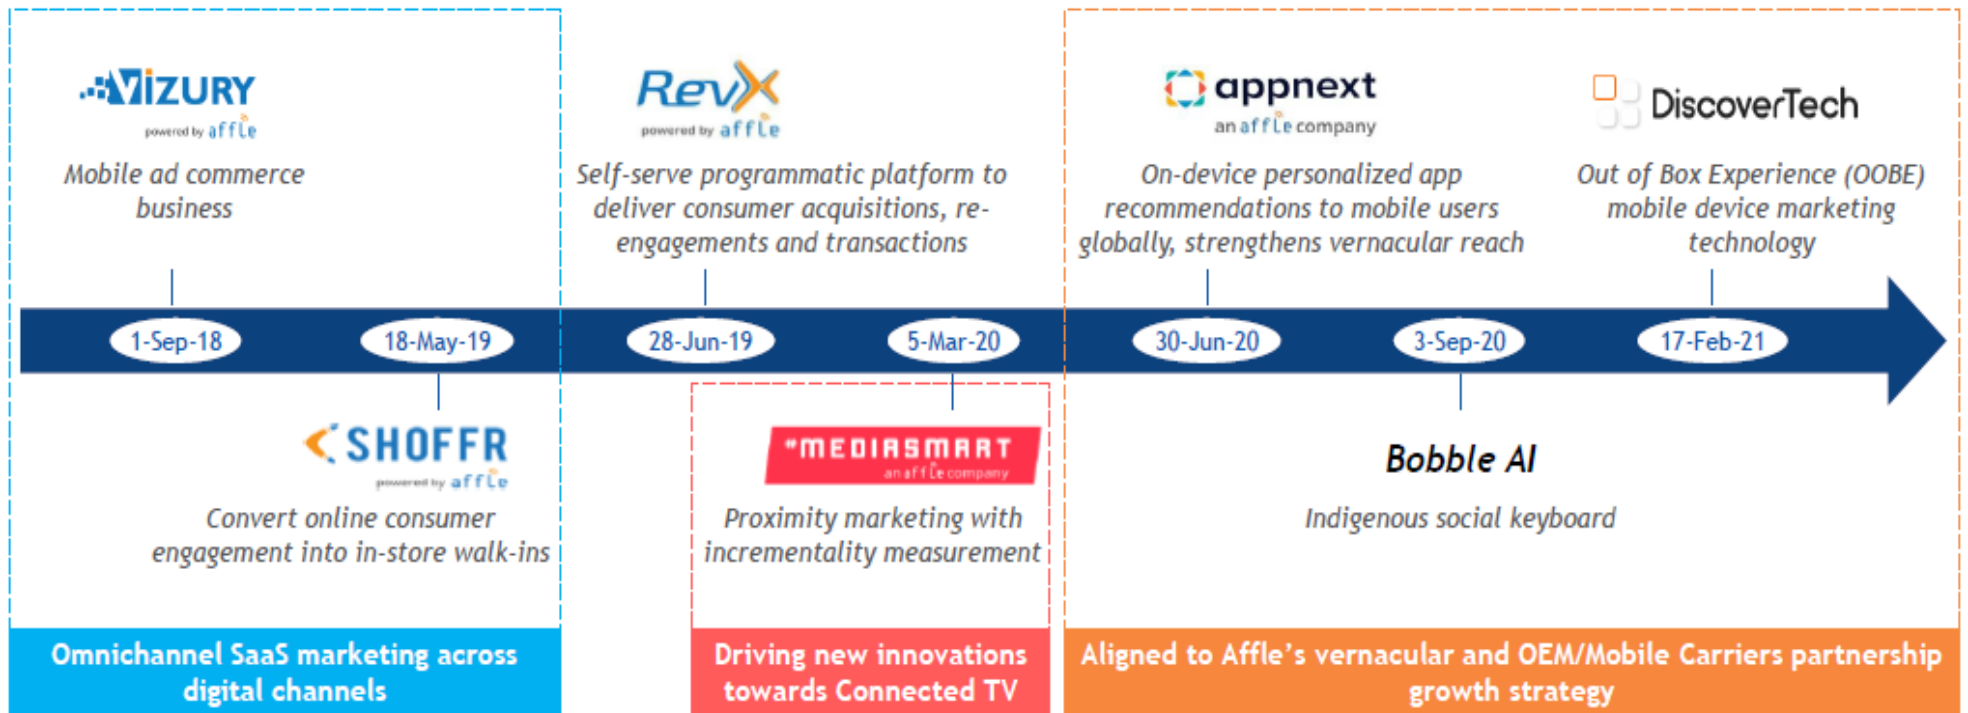 VIZURY
powered by affle
Mobile ad commerce
business
RevX
powered by affle
Self-serve programmatic platform to
deliver consumer acquisitions, re-
engagements and transactions
appnext
an affle company
On-device personalized app
recommendations to mobile users
globally, strengthens vernacular reach
DiscoverTech
Out of Box Experience (OOBE)
mobile device marketing
technology
1-Sep-18
18-May-19
28-Jun-19
5-Mar-20
30-Jun-20
3-Sep-20
17-Feb-21
SHOFFR
powered by affle
Convert online consumer
engagement into in-store walk-ins
MEDIASMART
an affle company
Proximity marketing with
incrementality measurement
Bobble AI
Indigenous social keyboard
Omnichannel SaaS marketing across
digital channels
Driving new innovations
towards Connected TV
Aligned to Affle's vernacular and OEM/Mobile Carriers partnership
growth strategy